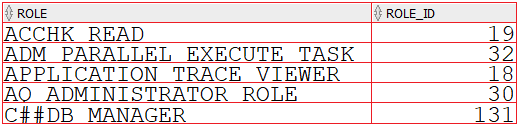 ROLE ROLE_ID
ACCHK_READ 19
ADM_PARALLEL_EXECUTE_TASK 32
APPLICATION_TRACE_VIEWER 18
AQ_ADMINISTRATOR_ROLE 30
C##DB_MANAGER 131